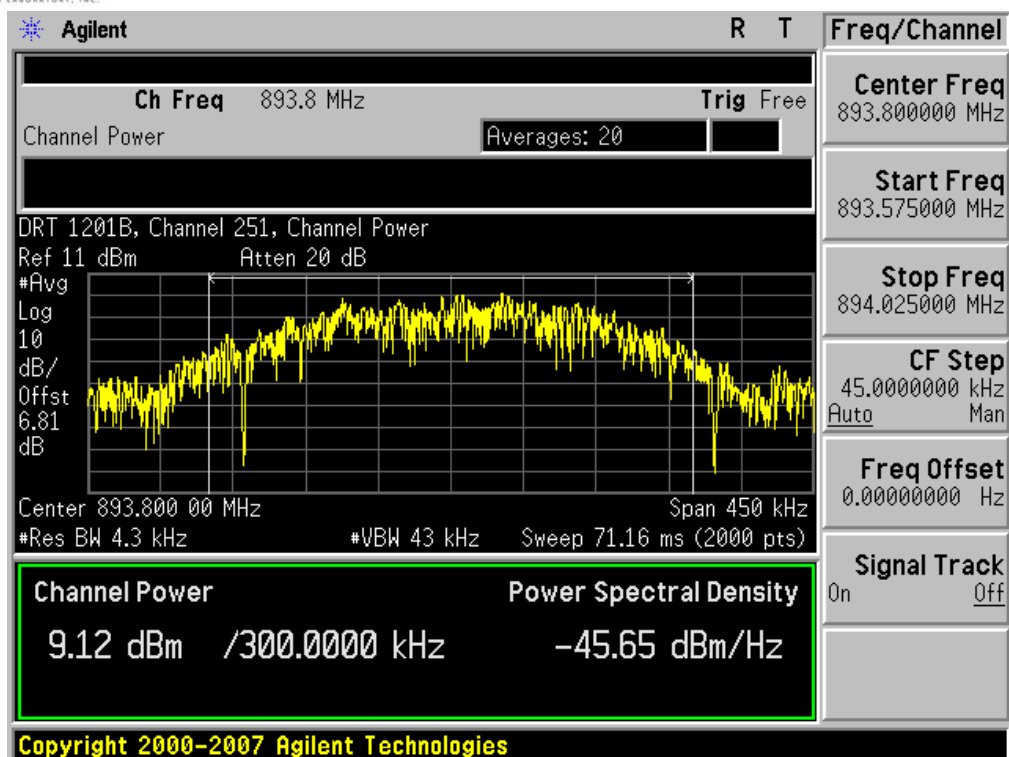 Agilent R T Freq/Channel
Ch Freq 893.8 MHz Trig Free
Channel Power Averages: 20
DRT 1201B, Channel 251, Channel Power
Ref 11 dBm Atten 20 dB
#Avg
Log
10
dB/
Offst
6.81
dB
Center 893.800 00 MHz Span 450 kHz
#Res BW 4.3 kHz #VBW 43 kHz Sweep 71.16 ms (2000 pts)
Channel Power Power Spectral Density
9.12 dBm /300.0000 kHz -45.65 dBm/Hz
Copyright 2000-2007 Agilent Technologies
Center Freq
893.800000 MHz
Start Freq
893.575000 MHz
Stop Freq
894.025000 MHz
CF Step
45.0000000 kHz
Auto Man
Freq Offset
0.00000000 Hz
Signal Track
On Off